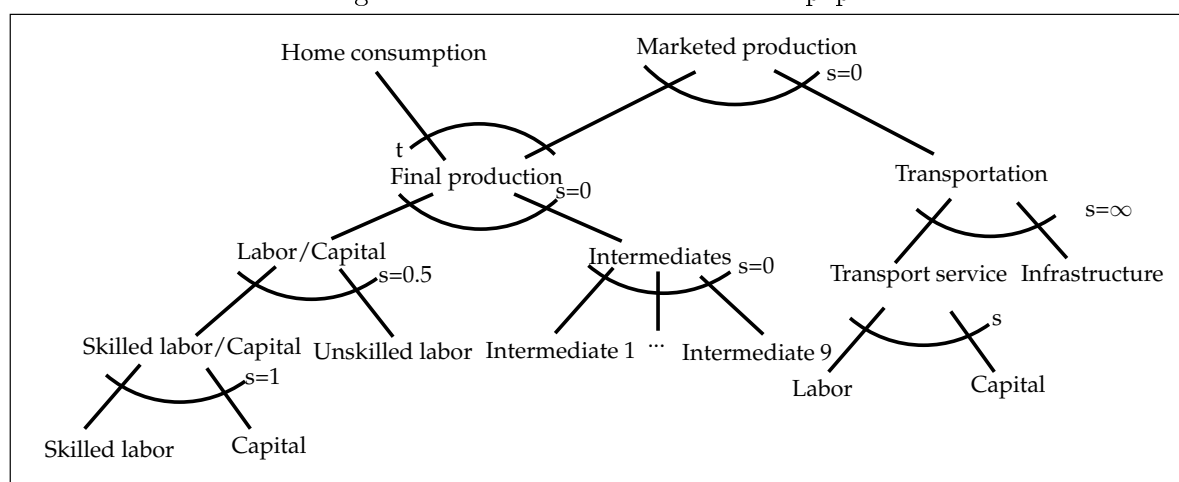 Home consumption
Marketed production
s=0
t
Final production
s=0
Transportation
s=∞
Labor/Capital
s=0.5
Intermediates
s=0
Transport service
Infrastructure
s
Skilled labor/Capital
Unskilled labor
Intermediate 1
...
Intermediate 9
s=1
Labor
Capital
Skilled labor
Capital